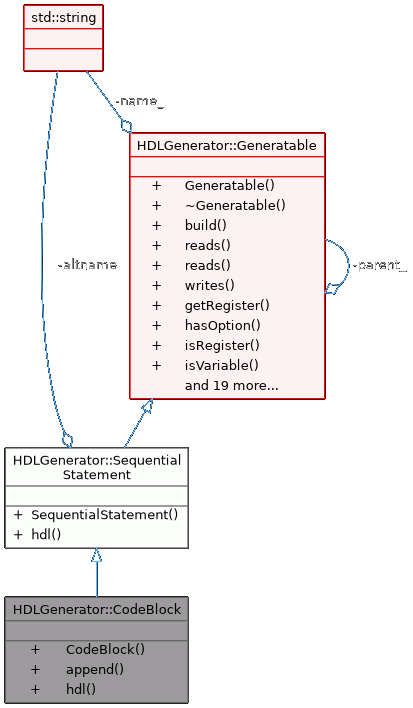 std::string
-name_
HDLGenerator::Generatable
+ Generatable()
+ ~Generatable()
+ build()
+ reads()
+ reads()
+ writes()
+ getRegister()
+ hasOption()
+ isRegister()
+ isVariable()
and 19 more...
-altname
-parent_
HDLGenerator::Sequential
Statement
+ SequentialStatement()
+ hdl()
HDLGenerator::CodeBlock
+ CodeBlock()
+ append()
+ hdl()